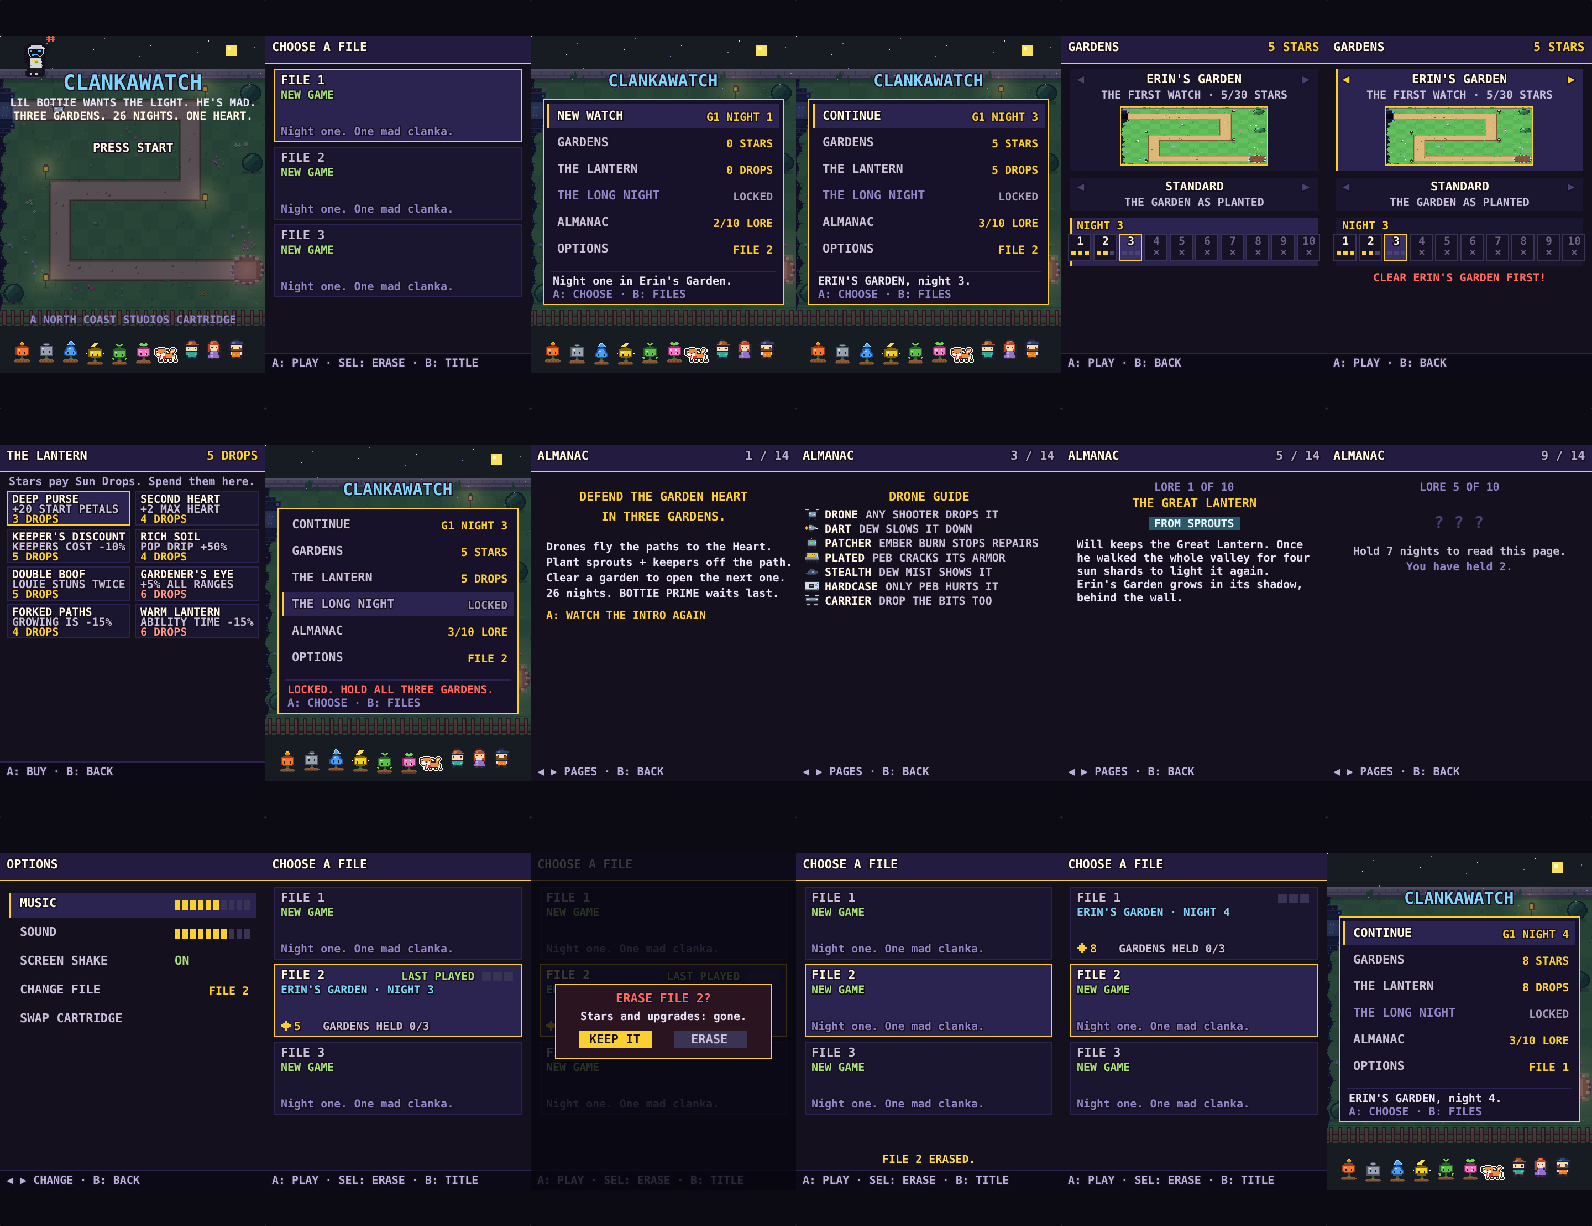 CLANKAWATCH
LIL BOTTIE WANTS THE LIGHT. HE'S MAD.
THREE GARDENS. 26 NIGHTS. ONE HEART.
PRESS START
A NORTH COAST STUDIOS CARTRIDGE
CHOOSE A FILE
FILE 1
NEW GAME
Night one. One mad clanka.
FILE 2
NEW GAME
Night one. One mad clanka.
FILE 3
NEW GAME
Night one. One mad clanka.
A: PLAY · SEL: ERASE · B: TITLE
CLANKAWATCH
NEW WATCH G1 NIGHT 1
GARDENS 0 STARS
THE LANTERN 0 DROPS
THE LONG NIGHT LOCKED
ALMANAC 2/10 LORE
OPTIONS FILE 2
Night one in Erin's Garden.
A: CHOOSE · B: FILES
CLANKAWATCH
CONTINUE G1 NIGHT 3
GARDENS 5 STARS
THE LANTERN 5 DROPS
THE LONG NIGHT LOCKED
ALMANAC 3/10 LORE
OPTIONS FILE 2
ERIN'S GARDEN, night 3.
A: CHOOSE · B: FILES
GARDENS 5 STARS
◀ ERIN'S GARDEN ▶
THE FIRST WATCH · 5/30 STARS
◀ STANDARD ▶
THE GARDEN AS PLANTED
NIGHT 3
1 2 3 4 5 6 7 8 9 10
× × × × × × ×
A: PLAY · B: BACK
GARDENS 5 STARS
◀ ERIN'S GARDEN ▶
THE FIRST WATCH · 5/30 STARS
◀ STANDARD ▶
THE GARDEN AS PLANTED
NIGHT 3
1 2 3 4 5 6 7 8 9 10
× × × × × × ×
CLEAR ERIN'S GARDEN FIRST!
A: PLAY · B: BACK
THE LANTERN 5 DROPS
Stars pay Sun Drops. Spend them here.
DEEP PURSE
+20 START PETALS
3 DROPS
SECOND HEART
+2 MAX HEART
4 DROPS
KEEPER'S DISCOUNT
KEEPERS COST -10%
5 DROPS
RICH SOIL
POP DRIP +50%
4 DROPS
DOUBLE BOOF
LOUIE STUNS TWICE
5 DROPS
GARDENER'S EYE
+5% ALL RANGES
6 DROPS
FORKED PATHS
GROWING IS -15%
4 DROPS
WARM LANTERN
ABILITY TIME -15%
6 DROPS
A: BUY · B: BACK
CLANKAWATCH
CONTINUE G1 NIGHT 3
GARDENS 5 STARS
THE LANTERN 5 DROPS
THE LONG NIGHT LOCKED
ALMANAC 3/10 LORE
OPTIONS FILE 2
LOCKED. HOLD ALL THREE GARDENS.
A: CHOOSE · B: FILES
ALMANAC 1 / 14
DEFEND THE GARDEN HEART
IN THREE GARDENS.
Drones fly the paths to the Heart.
Plant sprouts + keepers off the path.
Clear a garden to open the next one.
26 nights. BOTTIE PRIME waits last.
A: WATCH THE INTRO AGAIN
◀ ▶ PAGES · B: BACK
ALMANAC 3 / 14
DRONE GUIDE
DRONE ANY SHOOTER DROPS IT
DART DEW SLOWS IT DOWN
PATCHER EMBER BURN STOPS REPAIRS
PLATED PEB CRACKS ITS ARMOR
STEALTH DEW MIST SHOWS IT
HARDCASE ONLY PEB HURTS IT
CARRIER DROP THE BITS TOO
◀ ▶ PAGES · B: BACK
ALMANAC 5 / 14
LORE 1 OF 10
THE GREAT LANTERN
FROM SPROUTS
Will keeps the Great Lantern. Once
he walked the whole valley for four
sun shards to light it again.
Erin's Garden grows in its shadow,
behind the wall.
◀ ▶ PAGES · B: BACK
ALMANAC 9 / 14
LORE 5 OF 10
? ? ?
Hold 7 nights to read this page.
You have held 2.
◀ ▶ PAGES · B: BACK
OPTIONS
MUSIC
SOUND
SCREEN SHAKE ON
CHANGE FILE FILE 2
SWAP CARTRIDGE
◀ ▶ CHANGE · B: BACK
CHOOSE A FILE
FILE 1
NEW GAME
Night one. One mad clanka.
FILE 2 LAST PLAYED
ERIN'S GARDEN · NIGHT 3
5 GARDENS HELD 0/3
FILE 3
NEW GAME
Night one. One mad clanka.
A: PLAY · SEL: ERASE · B: TITLE
CHOOSE A FILE
FILE 1
NEW GAME
Night one. One mad clanka.
FILE 2 LAST PLAYED
ERASE FILE 2?
Stars and upgrades: gone.
KEEP IT ERASE
NEW GAME
Night one. One mad clanka.
A: PLAY · SEL: ERASE · B: TITLE
CHOOSE A FILE
FILE 1
NEW GAME
Night one. One mad clanka.
FILE 2
NEW GAME
Night one. One mad clanka.
FILE 3
NEW GAME
Night one. One mad clanka.
FILE 2 ERASED.
A: PLAY · SEL: ERASE · B: TITLE
CHOOSE A FILE
FILE 1
ERIN'S GARDEN · NIGHT 4
8 GARDENS HELD 0/3
FILE 2
NEW GAME
Night one. One mad clanka.
FILE 3
NEW GAME
Night one. One mad clanka.
A: PLAY · SEL: ERASE · B: TITLE
CLANKAWATCH
CONTINUE G1 NIGHT 4
GARDENS 8 STARS
THE LANTERN 8 DROPS
THE LONG NIGHT LOCKED
ALMANAC 3/10 LORE
OPTIONS FILE 1
ERIN'S GARDEN, night 4.
A: CHOOSE · B: FILES